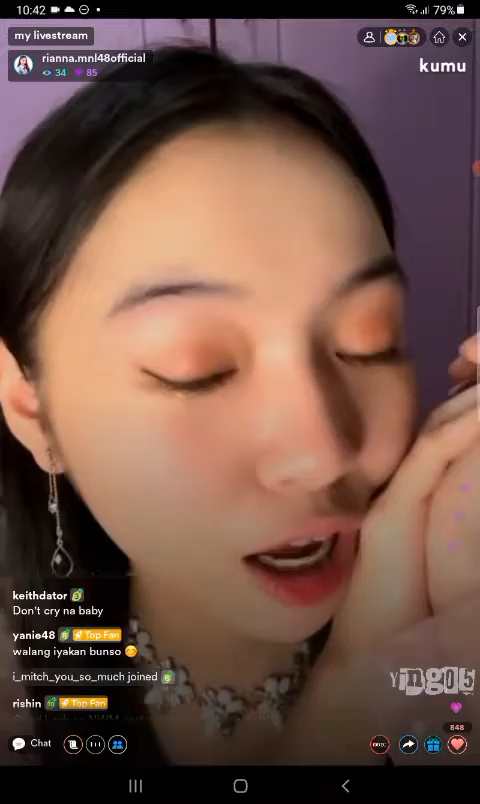 10:42
79%
my livestream
rianna.mnl48official
34 85
kumu
keithdator
Don't cry na baby
yanie48 Top Fan
walang iyakan bunso
i_mitch_you_so_much joined
rishin Top Fan
Ying05
848
Chat